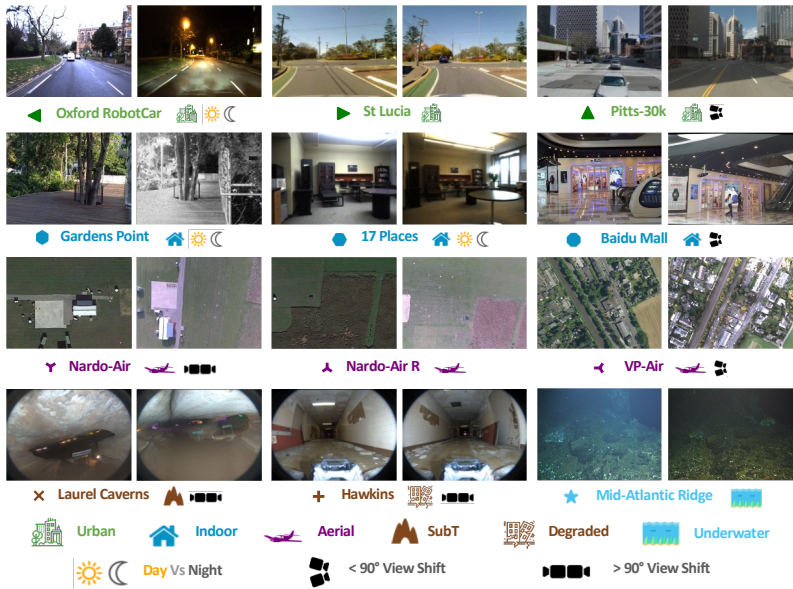 Oxford RobotCar
St Lucia
Pitts-30k
Gardens Point
17 Places
Baidu Mall
Nardo-Air
Nardo-Air R
VP-Air
Laurel Caverns
Hawkins
Mid-Atlantic Ridge
Urban
Indoor
Aerial
SubT
Degraded
Underwater
Day Vs Night
< 90° View Shift
> 90° View Shift